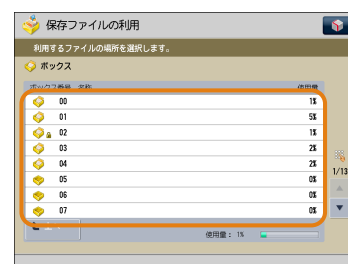 保存ファイルの利用
利用するファイルの場所を選択します。
ボックス
ボックス番号 名称 使用量
00 1%
01 5%
02 1%
03 2%
04 2%
05 0%
06 0%
07 0%
1/13
使用量： 1%